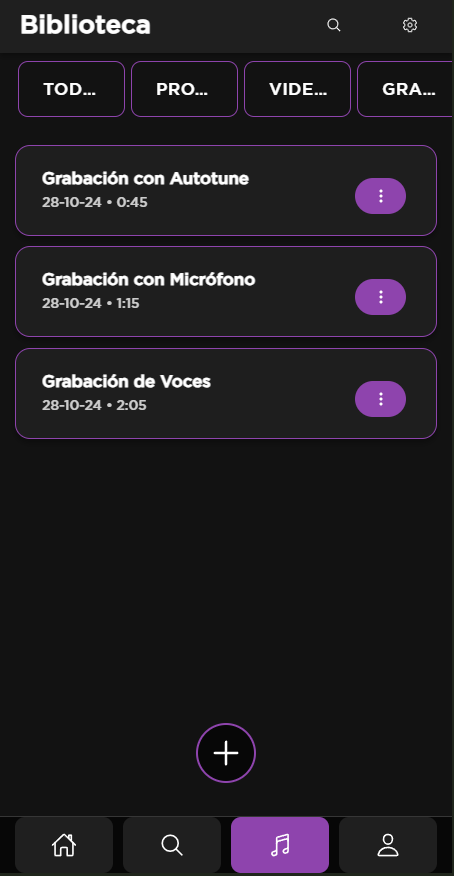 Biblioteca
TOD...
PRO...
VIDE...
GRA...
Grabación con Autotune
28-10-24 • 0:45
Grabación con Micrófono
28-10-24 • 1:15
Grabación de Voces
28-10-24 • 2:05